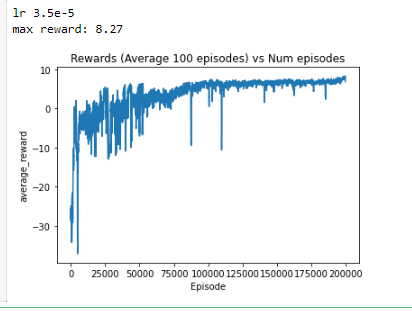 lr 3.5e-5
max reward: 8.27
Rewards (Average 100 episodes) vs Num episodes
10
0
−10
−20
−30
average_reward
0 25000 50000 75000 100000 125000 150000 175000 200000
Episode